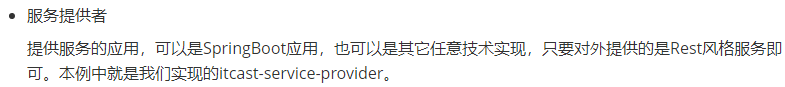 服务提供者
提供服务的应用，可以是SpringBoot应用，也可以是其它任意技术实现，只要对外提供的是Rest风格服务即
可。本例中就是我们实现的itcast-service-provider。